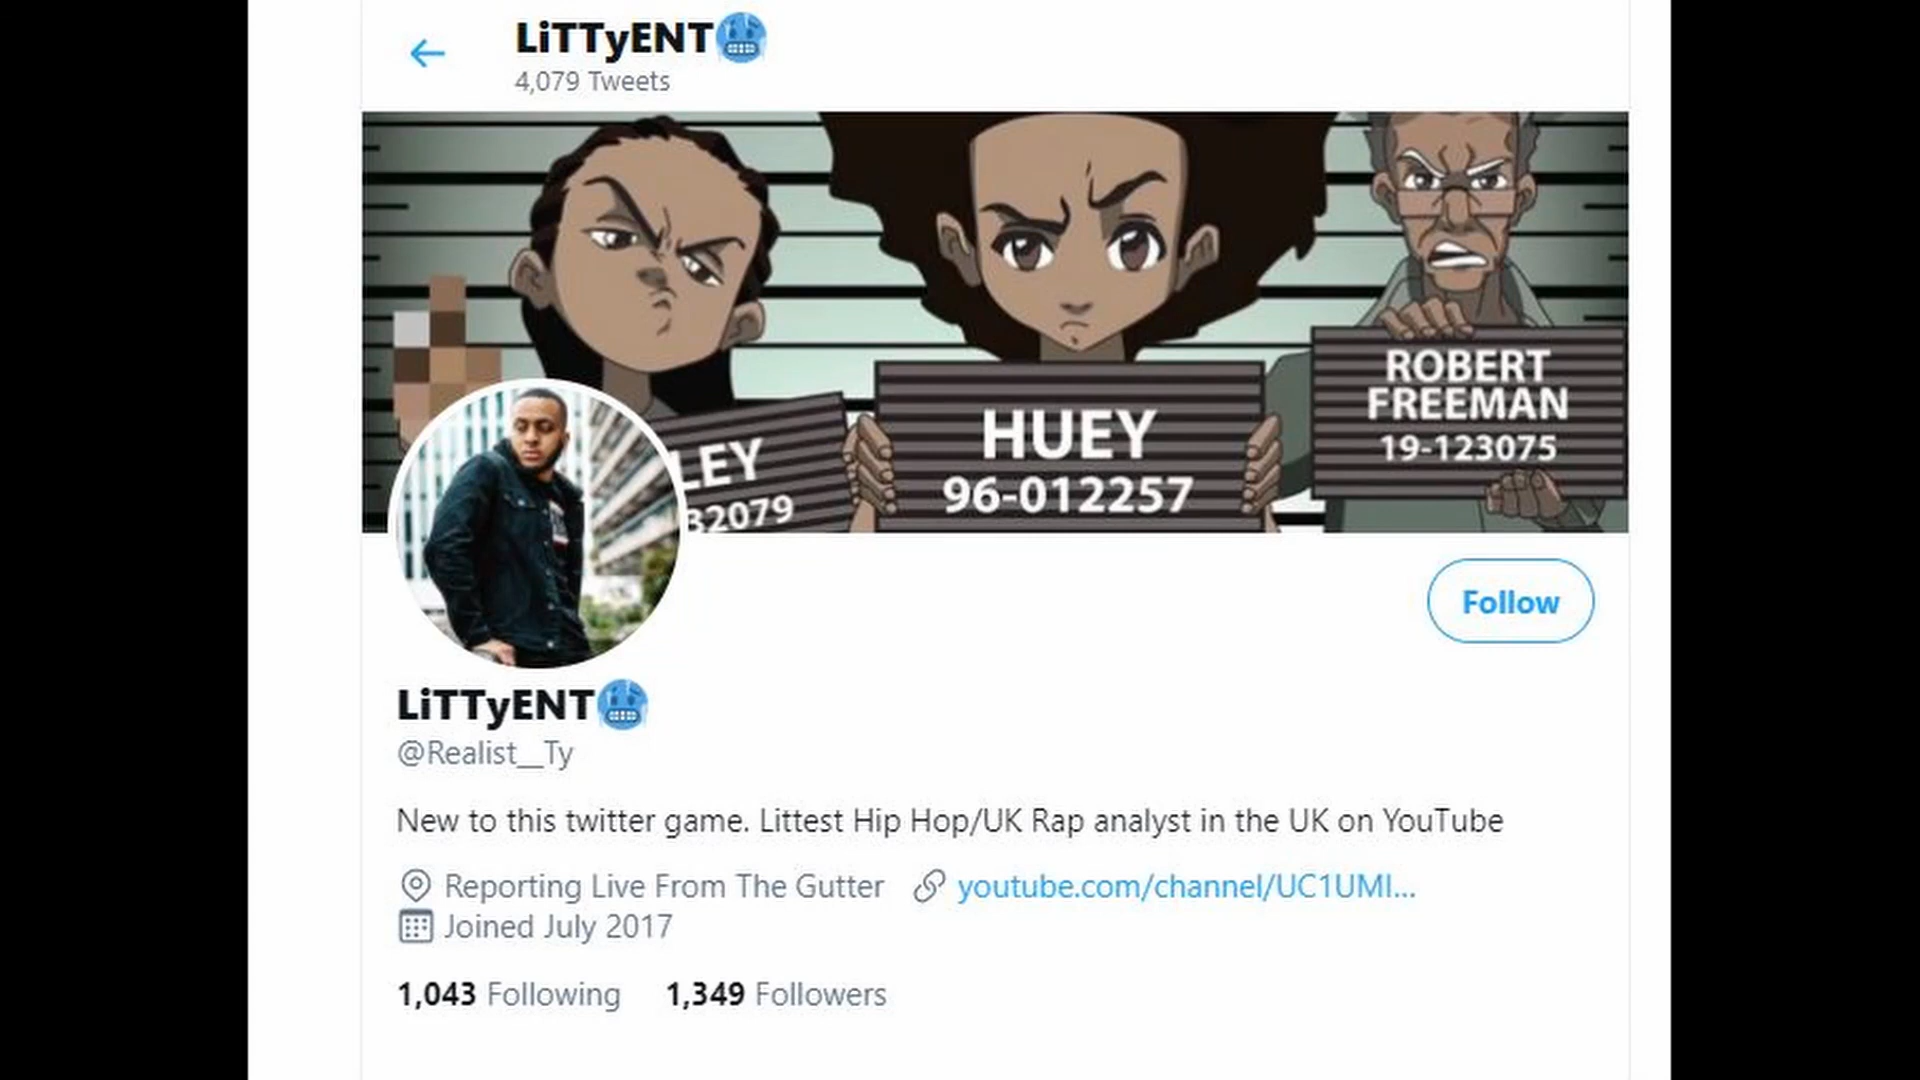 LiTTyENT🥶
4,079 Tweets
LEY
32079
HUEY
96-012257
ROBERT
FREEMAN
19-123075
Follow
LiTTyENT🥶
@Realist__Ty
New to this twitter game. Littest Hip Hop/UK Rap analyst in the UK on YouTube
Reporting Live From The Gutter youtube.com/channel/UC1UMI...
Joined July 2017
1,043 Following 1,349 Followers